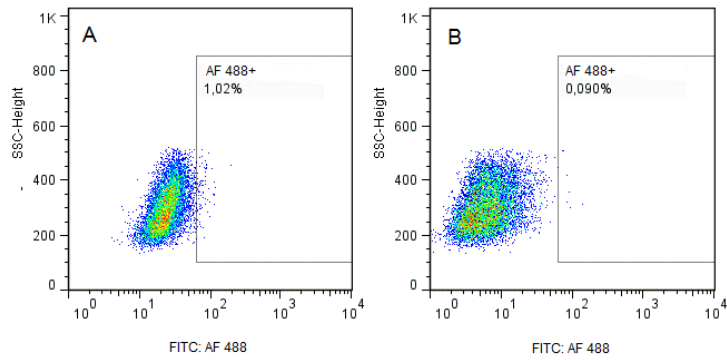 A
1K
800
600
400
200
0
SSC-Height
AF 488+
1,02%
10^0
10^1
10^2
10^3
10^4
FITC: AF 488
B
1K
800
600
400
200
0
SSC-Height
AF 488+
0,090%
10^0
10^1
10^2
10^3
10^4
FITC: AF 488